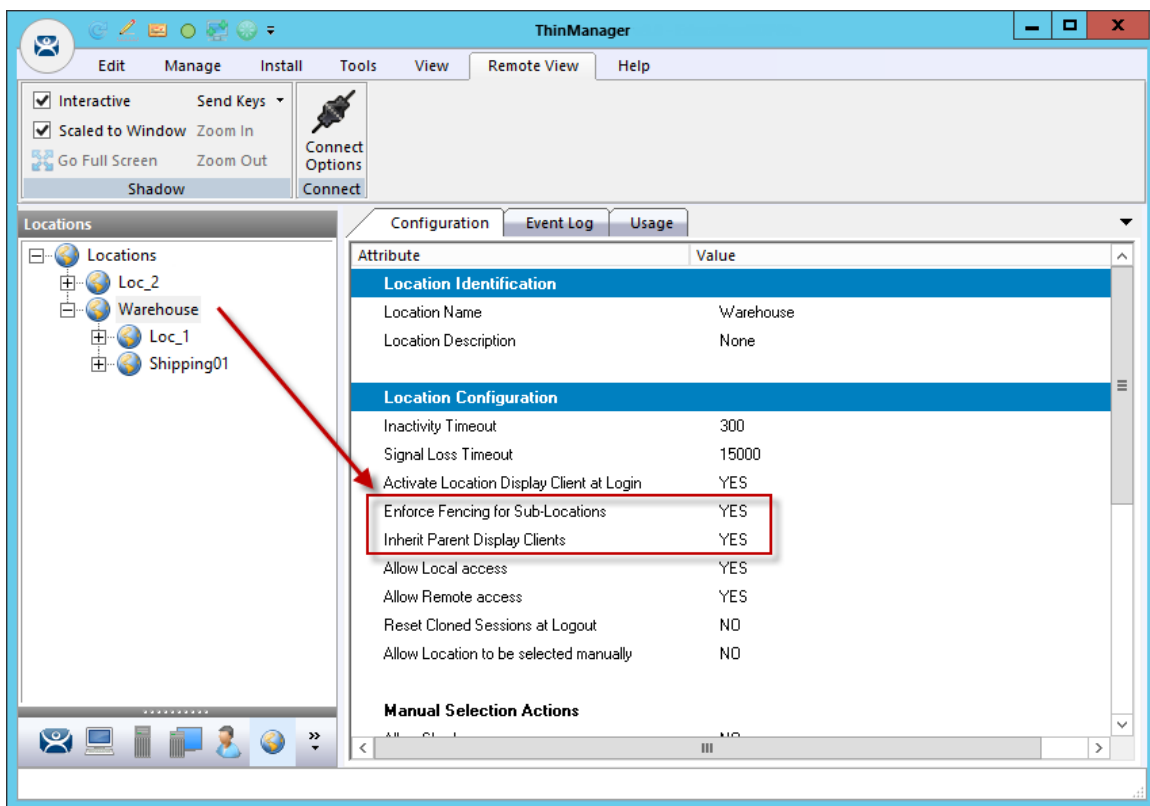 ThinManager
Edit Manage Install Tools View Remote View Help
Interactive Send Keys
Scaled to Window Zoom In
Go Full Screen Zoom Out
Shadow
Connect Options
Connect
Locations
Locations
Loc_2
Warehouse
Loc_1
Shipping01
Configuration Event Log Usage
Attribute Value
Location Identification
Location Name Warehouse
Location Description None
Location Configuration
Inactivity Timeout 300
Signal Loss Timeout 15000
Activate Location Display Client at Login YES
Enforce Fencing for Sub-Locations YES
Inherit Parent Display Clients YES
Allow Local access YES
Allow Remote access YES
Reset Cloned Sessions at Logout NO
Allow Location to be selected manually NO
Manual Selection Actions